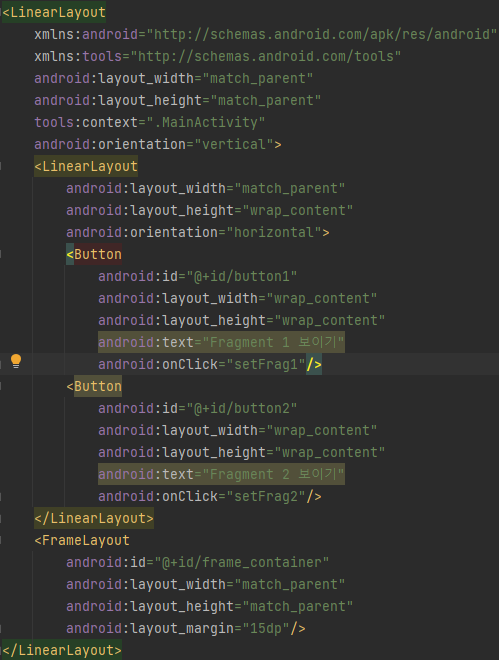 <LinearLayout
xmlns:android="http://schemas.android.com/apk/res/android"
xmlns:tools="http://schemas.android.com/tools"
android:layout_width="match_parent"
android:layout_height="match_parent"
tools:context=".MainActivity"
android:orientation="vertical">
<LinearLayout
android:layout_width="match_parent"
android:layout_height="wrap_content"
android:orientation="horizontal">
<Button
android:id="@+id/button1"
android:layout_width="wrap_content"
android:layout_height="wrap_content"
android:text="Fragment 1 보이기"
android:onClick="setFrag1"/>
<Button
android:id="@+id/button2"
android:layout_width="wrap_content"
android:layout_height="wrap_content"
android:text="Fragment 2 보이기"
android:onClick="setFrag2"/>
</LinearLayout>
<FrameLayout
android:id="@+id/frame_container"
android:layout_width="match_parent"
android:layout_height="match_parent"
android:layout_margin="15dp"/>
</LinearLayout>